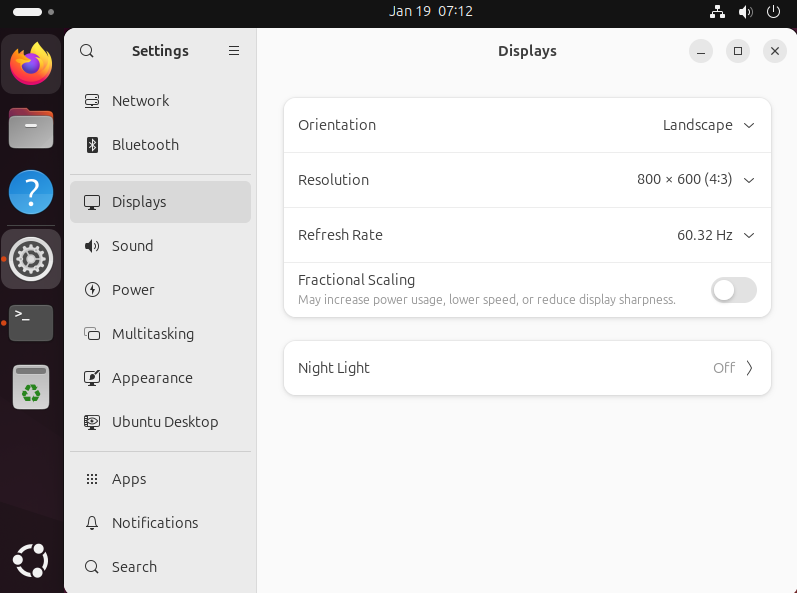 Jan 19 07:12
Settings
Displays
Network
Bluetooth
Displays
Sound
Power
Multitasking
Appearance
Ubuntu Desktop
Apps
Notifications
Search
Orientation
Landscape
Resolution
800 × 600 (4:3)
Refresh Rate
60.32 Hz
Fractional Scaling
May increase power usage, lower speed, or reduce display sharpness.
Night Light
Off